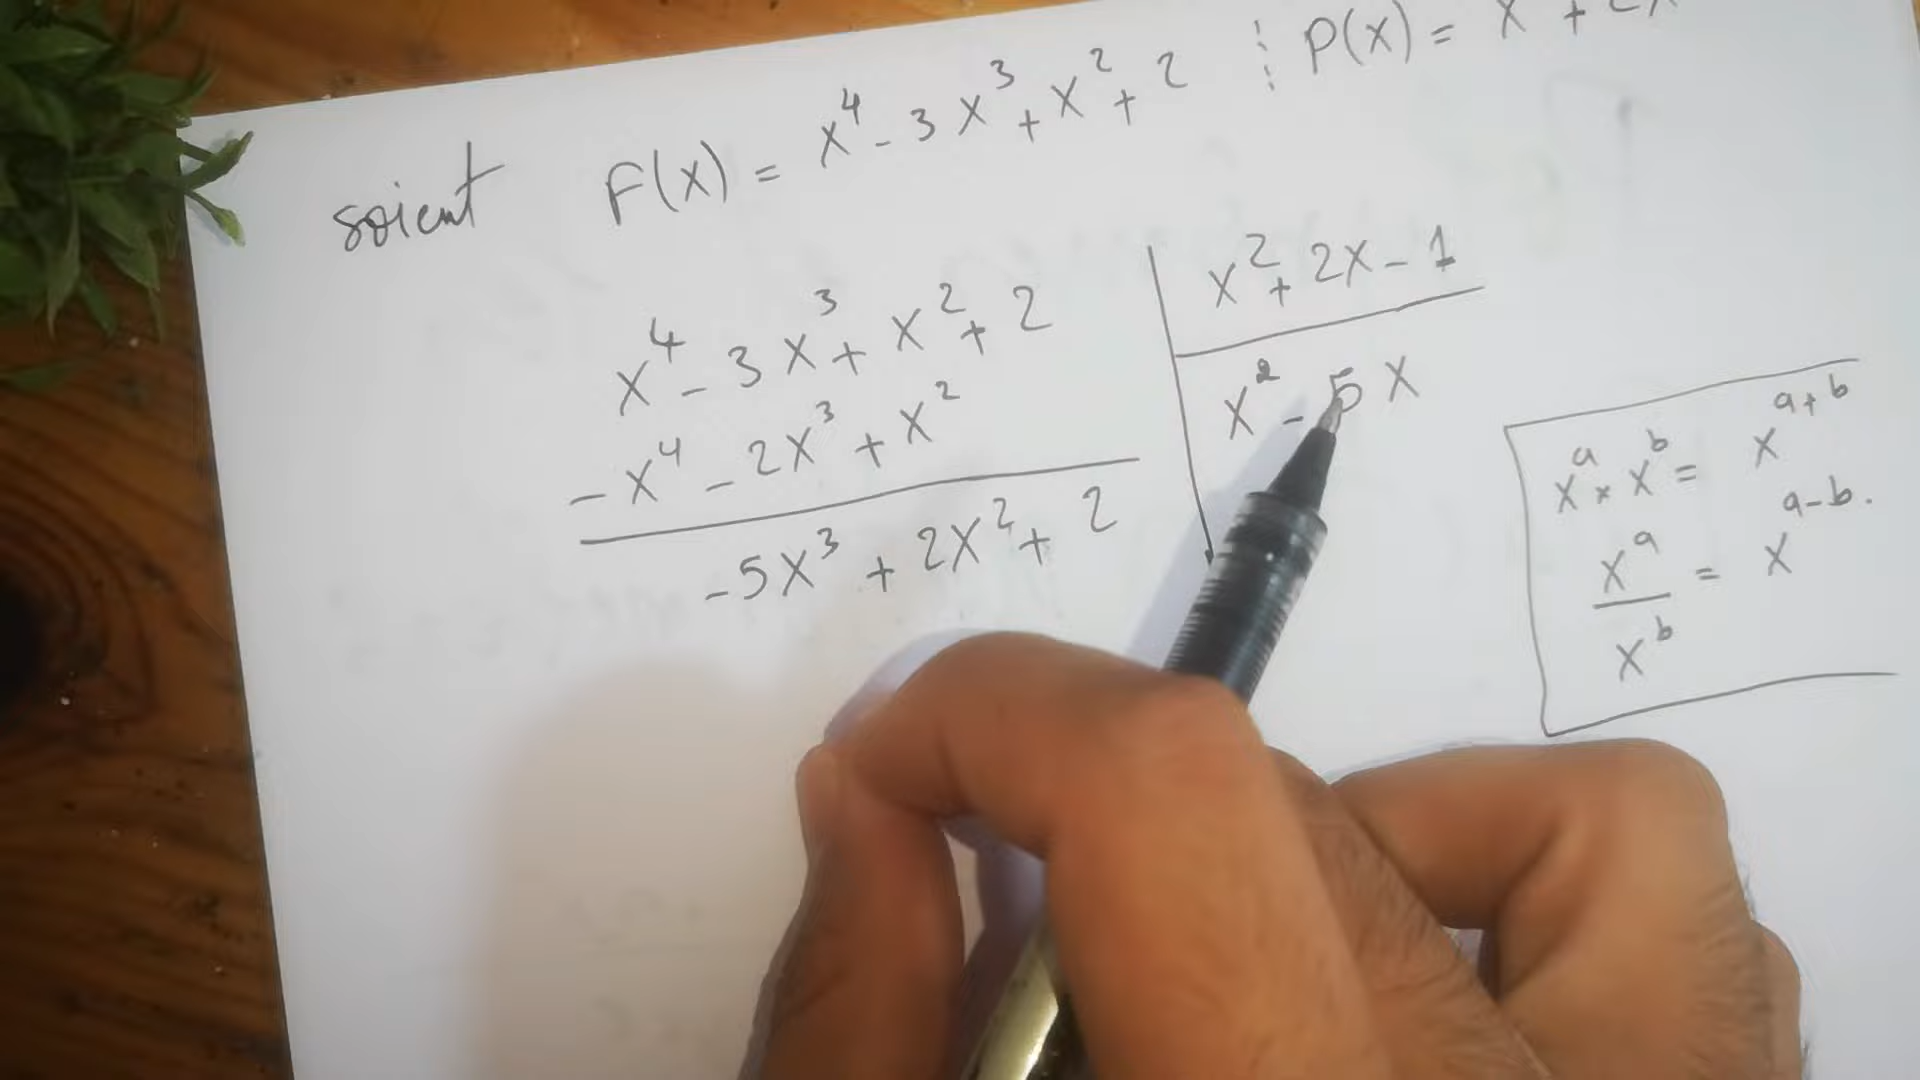 soient F(x) = x⁴ - 3x³ + x² + 2 ⋮ P(x) = x + 2x
x⁴ - 3x³ + x² + 2
x² + 2x - 1
- x⁴ - 2x³ + x²
x² - 5x
- 5x³ + 2x² + 2
xᵃ × xᵇ = xᵃ⁺ᵇ
xᵃ / xᵇ = xᵃ⁻ᵇ.